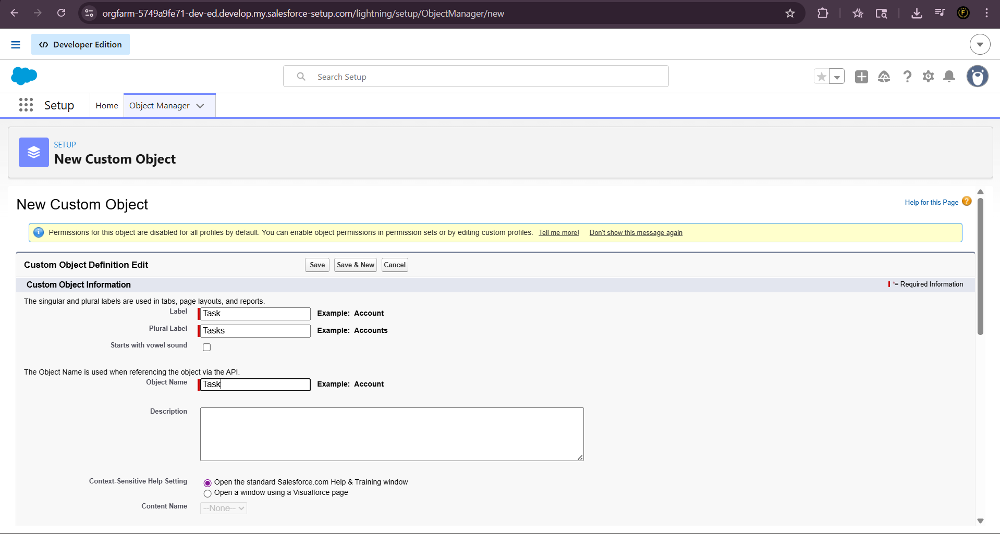 orgfarm-5749a9fe71-dev-ed.develop.my.salesforce-setup.com/lightning/setup/ObjectManager/new
F
</> Developer Edition
Search Setup
Setup Home Object Manager
SETUP
New Custom Object
New Custom Object
Help for this Page ?
i Permissions for this object are disabled for all profiles by default. You can enable object permissions in permission sets or by editing custom profiles. Tell me more! Don't show this message again
Custom Object Definition Edit Save Save & New Cancel
Custom Object Information *= Required Information
The singular and plural labels are used in tabs, page layouts, and reports.
Label Task Example: Account
Plural Label Tasks Example: Accounts
Starts with vowel sound
The Object Name is used when referencing the object via the API.
Object Name Task Example: Account
Description
Context-Sensitive Help Setting Open the standard Salesforce.com Help & Training window
Open a window using a Visualforce page
Content Name --None--